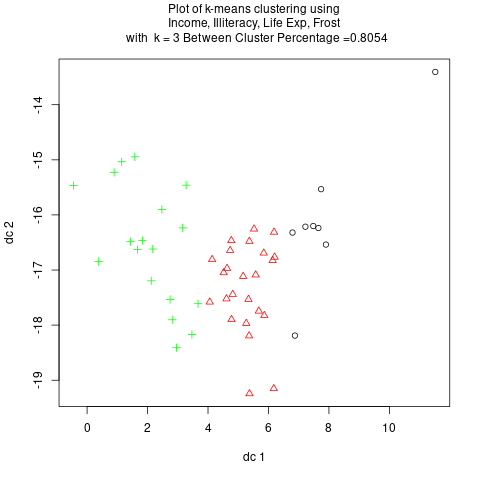 Plot of k-means clustering using
Income, Illiteracy, Life Exp, Frost
with  k = 3 Between Cluster Percentage =0.8054
dc 2
-14
-15
-16
-17
-18
-19
0 2 4 6 8 10
dc 1